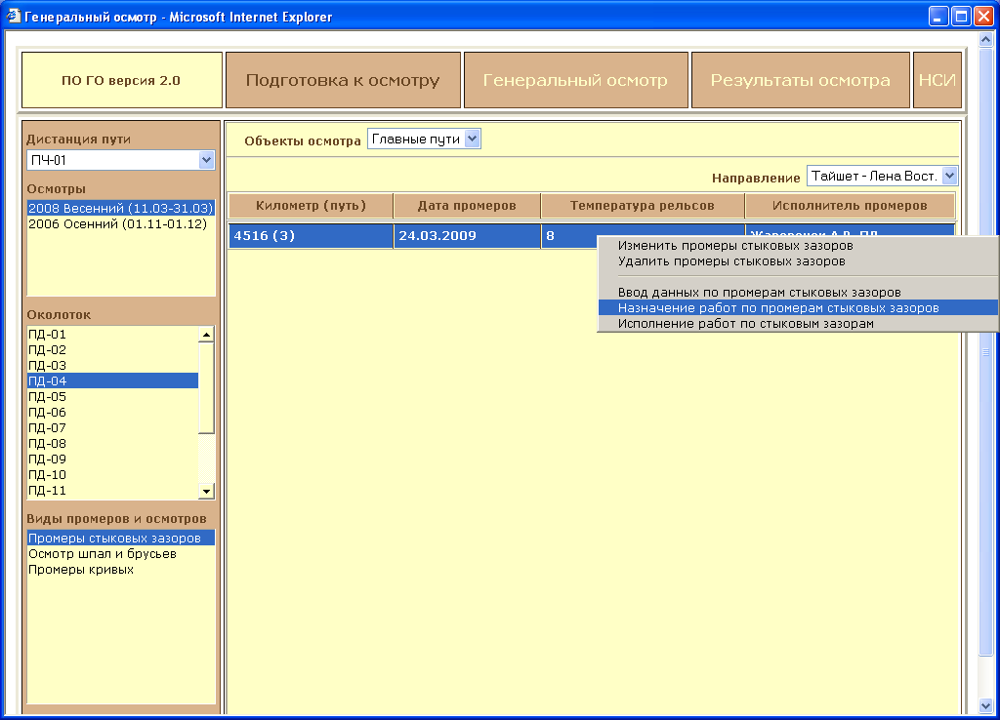 Генеральный осмотр - Microsoft Internet Explorer
ПО ГО версия 2.0
Подготовка к осмотру
Генеральный осмотр
Результаты осмотра
НСИ
Дистанция пути
ПЧ-01
Осмотры
2008 Весенний (11.03-31.03)
2006 Осенний (01.11-01.12)
Околоток
ПД-01
ПД-02
ПД-03
ПД-04
ПД-05
ПД-06
ПД-07
ПД-08
ПД-09
ПД-10
ПД-11
Виды промеров и осмотров
Промеры стыковых зазоров
Осмотр шпал и брусьев
Промеры кривых
Объекты осмотра Главные пути
Направление Тайшет - Лена Вост.
Километр (путь) Дата промеров Температура рельсов Исполнитель промеров
4516 (3) 24.03.2009 8
Изменить промеры стыковых зазоров
Удалить промеры стыковых зазоров
Ввод данных по промерам стыковых зазоров
Назначение работ по промерам стыковых зазоров
Исполнение работ по стыковым зазорам